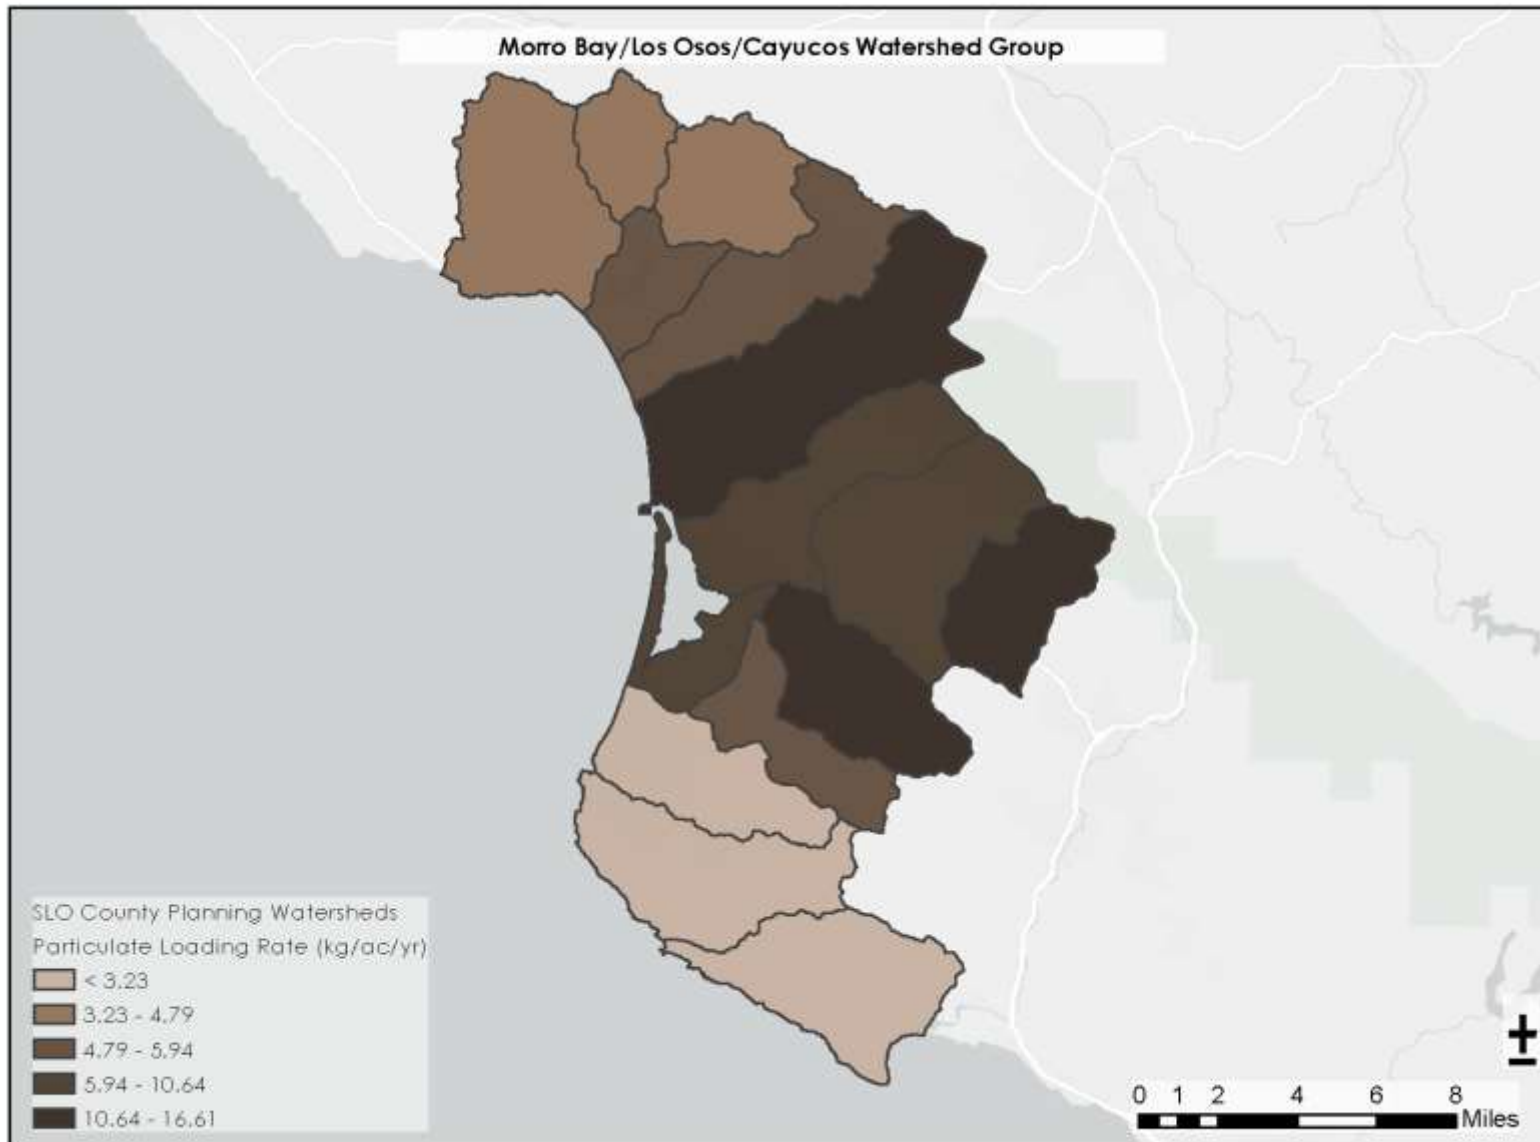 Morro Bay/Los Osos/Cayucos Watershed Group
SLO County Planning Watersheds
Particulate Loading Rate (kg/ac/yr)
< 3.23
3.23 - 4.79
4.79 - 5.94
5.94 - 10.64
10.64 - 16.61
0 1 2 4 6 8
Miles